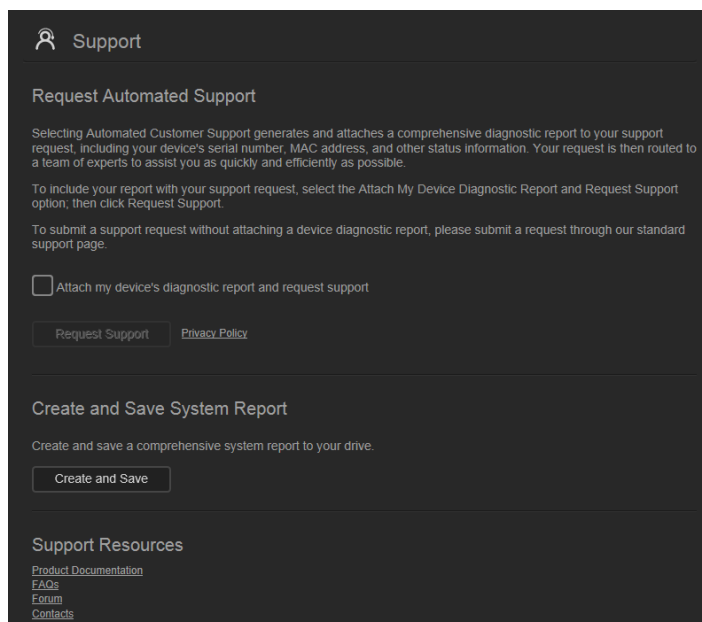 Support
Request Automated Support
Selecting Automated Customer Support generates and attaches a comprehensive diagnostic report to your support
request, including your device's serial number, MAC address, and other status information. Your request is then routed to
a team of experts to assist you as quickly and efficiently as possible.
To include your report with your support request, select the Attach My Device Diagnostic Report and Request Support
option; then click Request Support.
To submit a support request without attaching a device diagnostic report, please submit a request through our standard
support page.
Attach my device's diagnostic report and request support
Request Support Privacy Policy
Create and Save System Report
Create and save a comprehensive system report to your drive.
Create and Save
Support Resources
Product Documentation
FAQs
Forum
Contacts